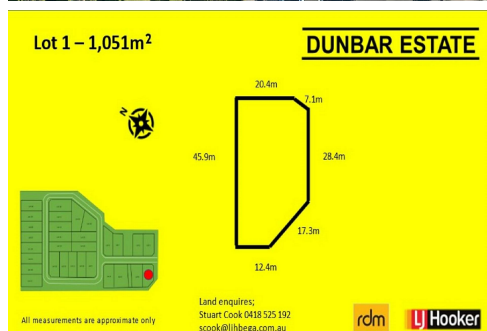 Lot 1 – 1,051m²
DUNBAR ESTATE
20.4m
7.1m
N
45.9m
28.4m
17.3m
12.4m
Land enquires;
Stuart Cook 0418 525 192
scook@ljhbega.com.au
All measurements are approximate only
rdm
LJ Hooker